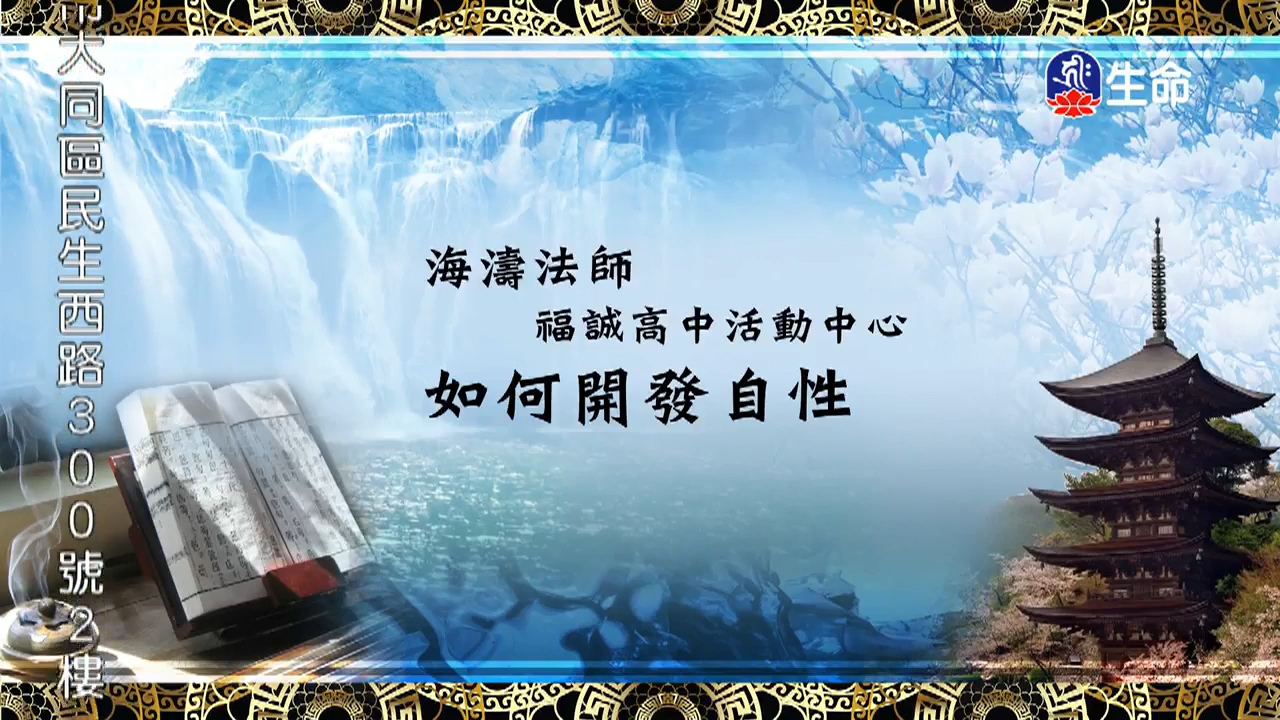 市大同區民生西路300號2樓
生命
海濤法師
福誠高中活動中心
如何開發自性